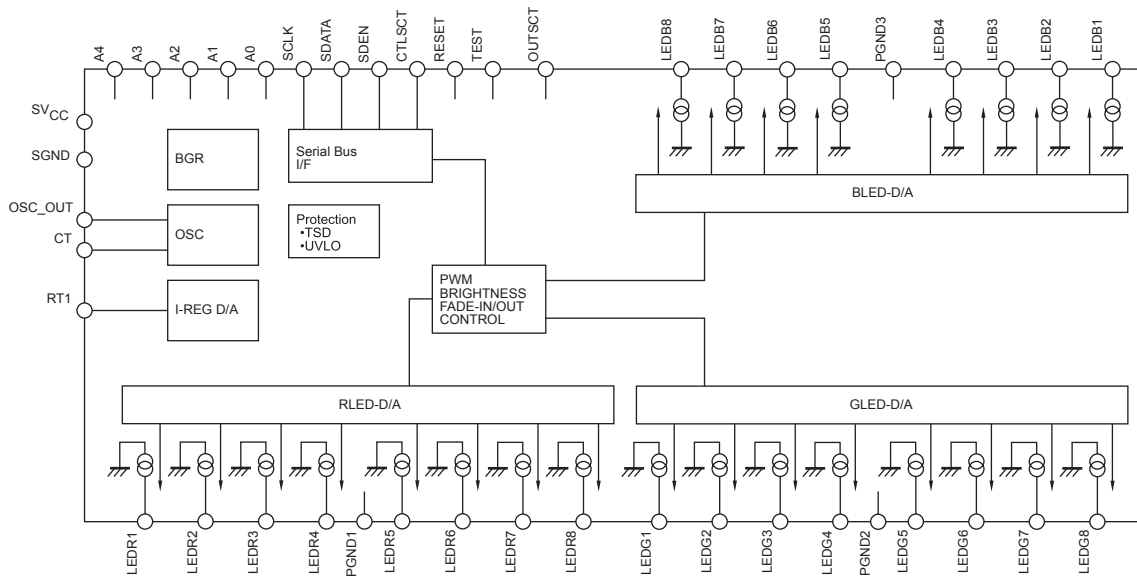 A4
A3
A2
A1
A0
SCLK
SDATA
SDEN
CTLSCT
RESET
TEST
OUTSCT
LEDB8
LEDB7
LEDB6
LEDB5
PGND3
LEDB4
LEDB3
LEDB2
LEDB1
SVCC
SGND
OSC_OUT
CT
RT1
BGR
Serial Bus
I/F
OSC
Protection
•TSD
•UVLO
I-REG D/A
PWM
BRIGHTNESS
FADE-IN/OUT
CONTROL
BLED-D/A
RLED-D/A
GLED-D/A
LEDR1
LEDR2
LEDR3
LEDR4
PGND1
LEDR5
LEDR6
LEDR7
LEDR8
LEDG1
LEDG2
LEDG3
LEDG4
PGND2
LEDG5
LEDG6
LEDG7
LEDG8